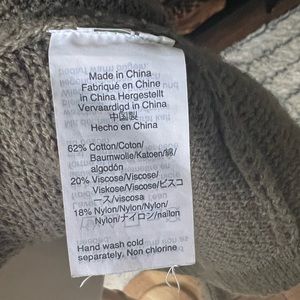 Made in China
Fabriqué en Chine
in China Hergestellt
Vervaardigd in China
中国製
Hecho en China
62% Cotton/Coton/
Baumwolle/Katoen/綿/
algodón
20% Viscose/Viscose/
Viskose/Viscose/ビスコ
ース/viscosa
18% Nylon/Nylon/Nylon/
Nylon/ナイロン/nailon
Hand wash cold
separately, Non chlorine